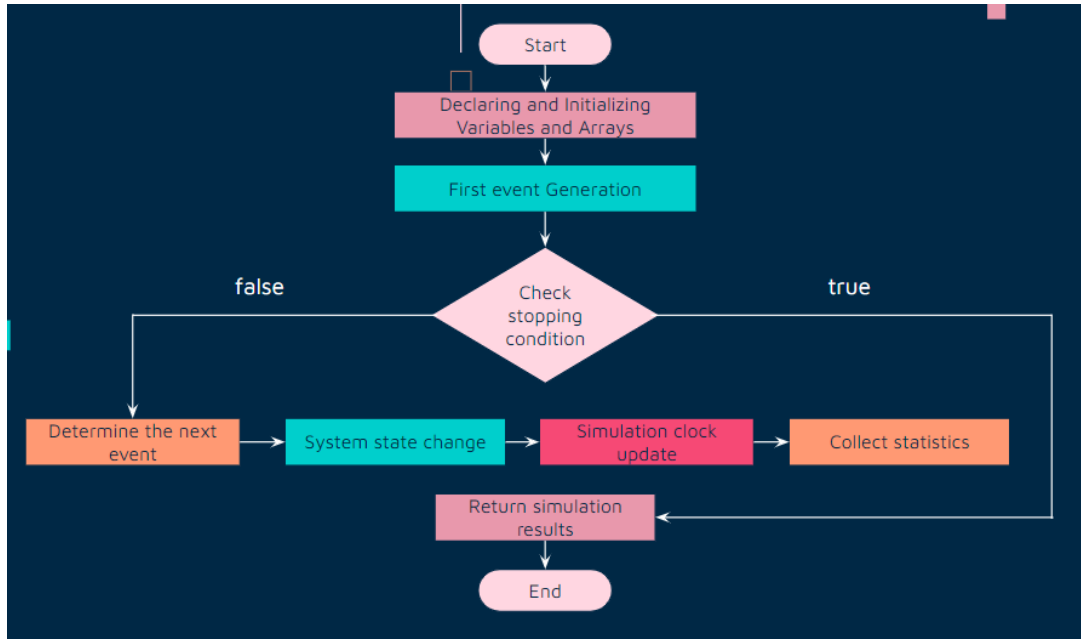 Start
Declaring and Initializing
Variables and Arrays
First event Generation
false
true
Check
stopping
condition
Determine the next
event
System state change
Simulation clock
update
Collect statistics
Return simulation
results
End